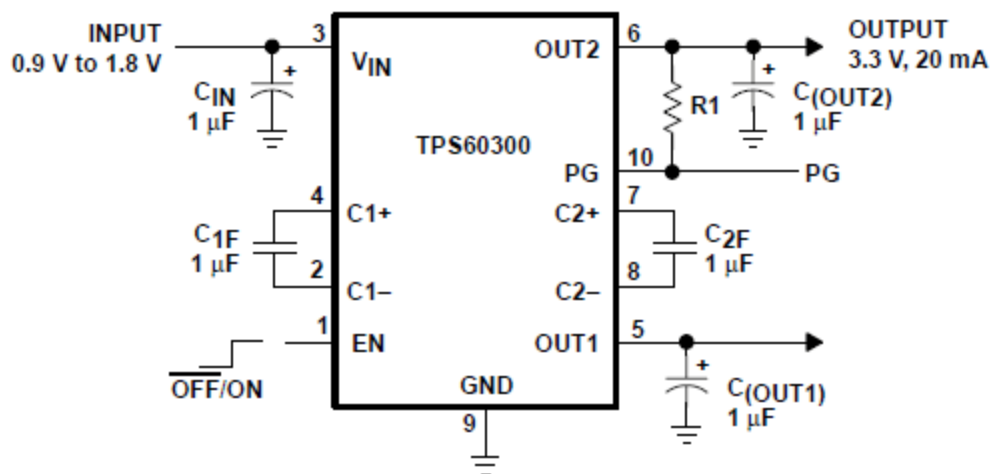 INPUT
0.9 V to 1.8 V
3
VIN
CIN
1 μF
+
TPS60300
OUT2
6
OUTPUT
3.3 V, 20 mA
R1
+
C(OUT2)
1 μF
PG
10
PG
4
C1+
C1F
1 μF
2
C1–
C2+
7
C2F
1 μF
8
C2–
1
EN
OFF/ON
OUT1
5
+
C(OUT1)
1 μF
GND
9